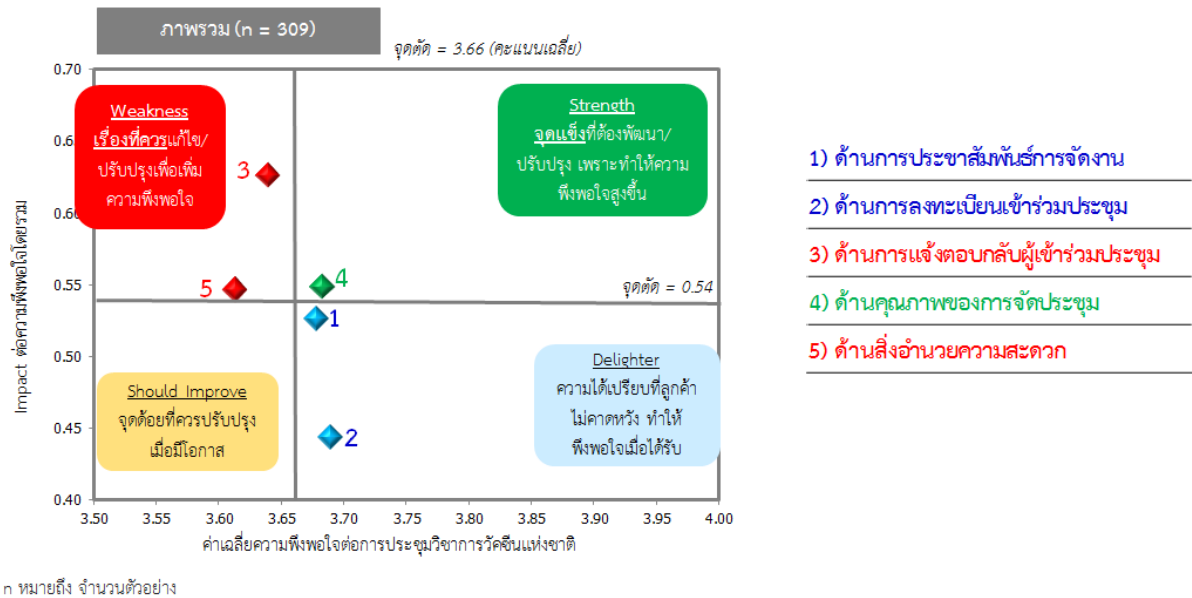 ภาพรวม (n = 309)
จุดตัด = 3.66 (คะแนนเฉลี่ย)
0.70
0.60
0.55
0.50
0.45
0.40
Impact ต่อความพึงพอใจโดยรวม
Weakness
เรื่องที่ควรแก้ไข/
ปรับปรุงเพื่อเพิ่ม
ความพึงพอใจ
Strength
จุดแข็งที่ต้องพัฒนา/
ปรับปรุง เพราะทำให้ความ
พึงพอใจสูงขึ้น
3
5
4
จุดตัด = 0.54
1
2
Should Improve
จุดด้อยที่ควรปรับปรุง
เมื่อมีโอกาส
Delighter
ความได้เปรียบที่ลูกค้า
ไม่คาดหวัง ทำให้
พึงพอใจเมื่อได้รับ
3.50 3.55 3.60 3.65 3.70 3.75 3.80 3.85 3.90 3.95 4.00
ค่าเฉลี่ยความพึงพอใจต่อการประชุมวิชาการวัคซีนแห่งชาติ
1) ด้านการประชาสัมพันธ์การจัดงาน
2) ด้านการลงทะเบียนเข้าร่วมประชุม
3) ด้านการแจ้งตอบกลับผู้เข้าร่วมประชุม
4) ด้านคุณภาพของการจัดประชุม
5) ด้านสิ่งอำนวยความสะดวก
n หมายถึง จำนวนตัวอย่าง